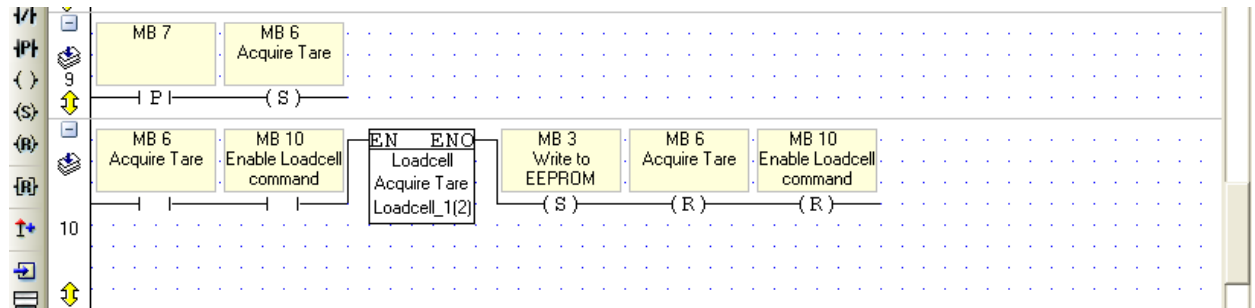 MB 7
MB 6
Acquire Tare
9
P
(S)
MB 6
Acquire Tare
MB 10
Enable Loadcell
command
EN ENO
Loadcell
Acquire Tare
Loadcell_1(2)
MB 3
Write to
EEPROM
MB 6
Acquire Tare
MB 10
Enable Loadcell
command
(S)
(R)
(R)
10
P
(S)
(R)
R